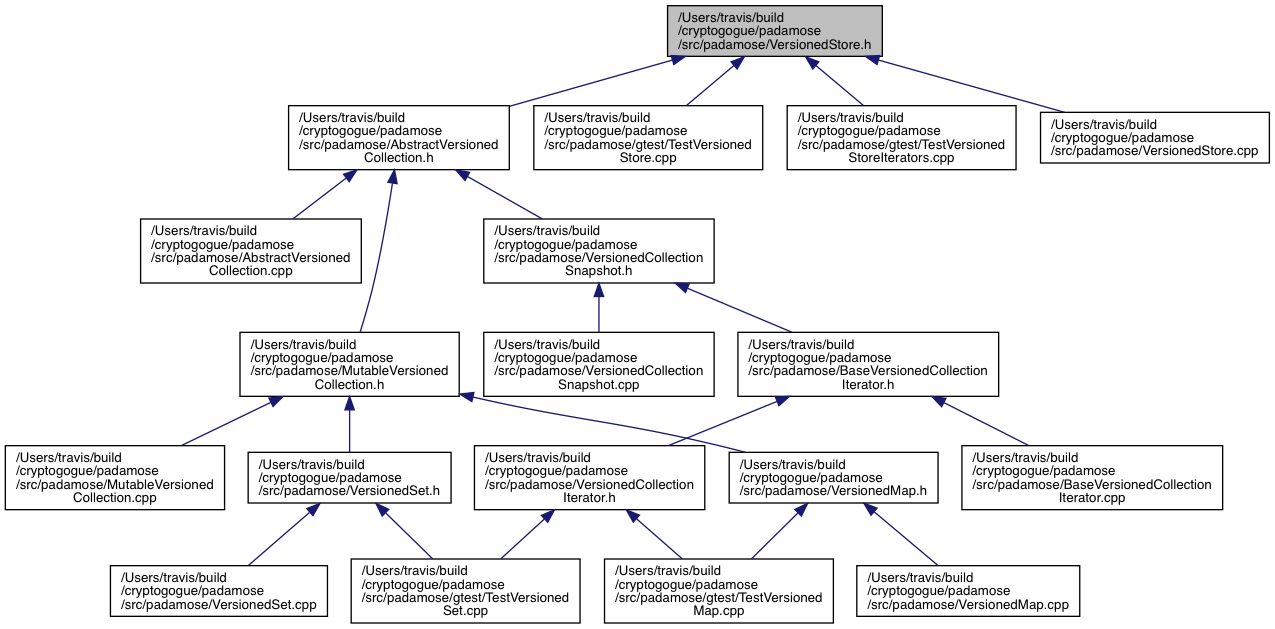 /Users/travis/build
/cryptogogue/padamose
/src/padamose/VersionedStore.h
/Users/travis/build
/cryptogogue/padamose
/src/padamose/AbstractVersioned
Collection.h
/Users/travis/build
/cryptogogue/padamose
/src/padamose/gtest/TestVersioned
Store.cpp
/Users/travis/build
/cryptogogue/padamose
/src/padamose/gtest/TestVersioned
StoreIterators.cpp
/Users/travis/build
/cryptogogue/padamose
/src/padamose/VersionedStore.cpp
/Users/travis/build
/cryptogogue/padamose
/src/padamose/AbstractVersioned
Collection.cpp
/Users/travis/build
/cryptogogue/padamose
/src/padamose/VersionedCollection
Snapshot.h
/Users/travis/build
/cryptogogue/padamose
/src/padamose/MutableVersioned
Collection.h
/Users/travis/build
/cryptogogue/padamose
/src/padamose/VersionedCollection
Snapshot.cpp
/Users/travis/build
/cryptogogue/padamose
/src/padamose/BaseVersionedCollection
Iterator.h
/Users/travis/build
/cryptogogue/padamose
/src/padamose/MutableVersioned
Collection.cpp
/Users/travis/build
/cryptogogue/padamose
/src/padamose/VersionedSet.h
/Users/travis/build
/cryptogogue/padamose
/src/padamose/VersionedCollection
Iterator.h
/Users/travis/build
/cryptogogue/padamose
/src/padamose/VersionedMap.h
/Users/travis/build
/cryptogogue/padamose
/src/padamose/BaseVersionedCollection
Iterator.cpp
/Users/travis/build
/cryptogogue/padamose
/src/padamose/VersionedSet.cpp
/Users/travis/build
/cryptogogue/padamose
/src/padamose/gtest/TestVersioned
Set.cpp
/Users/travis/build
/cryptogogue/padamose
/src/padamose/gtest/TestVersioned
Map.cpp
/Users/travis/build
/cryptogogue/padamose
/src/padamose/VersionedMap.cpp